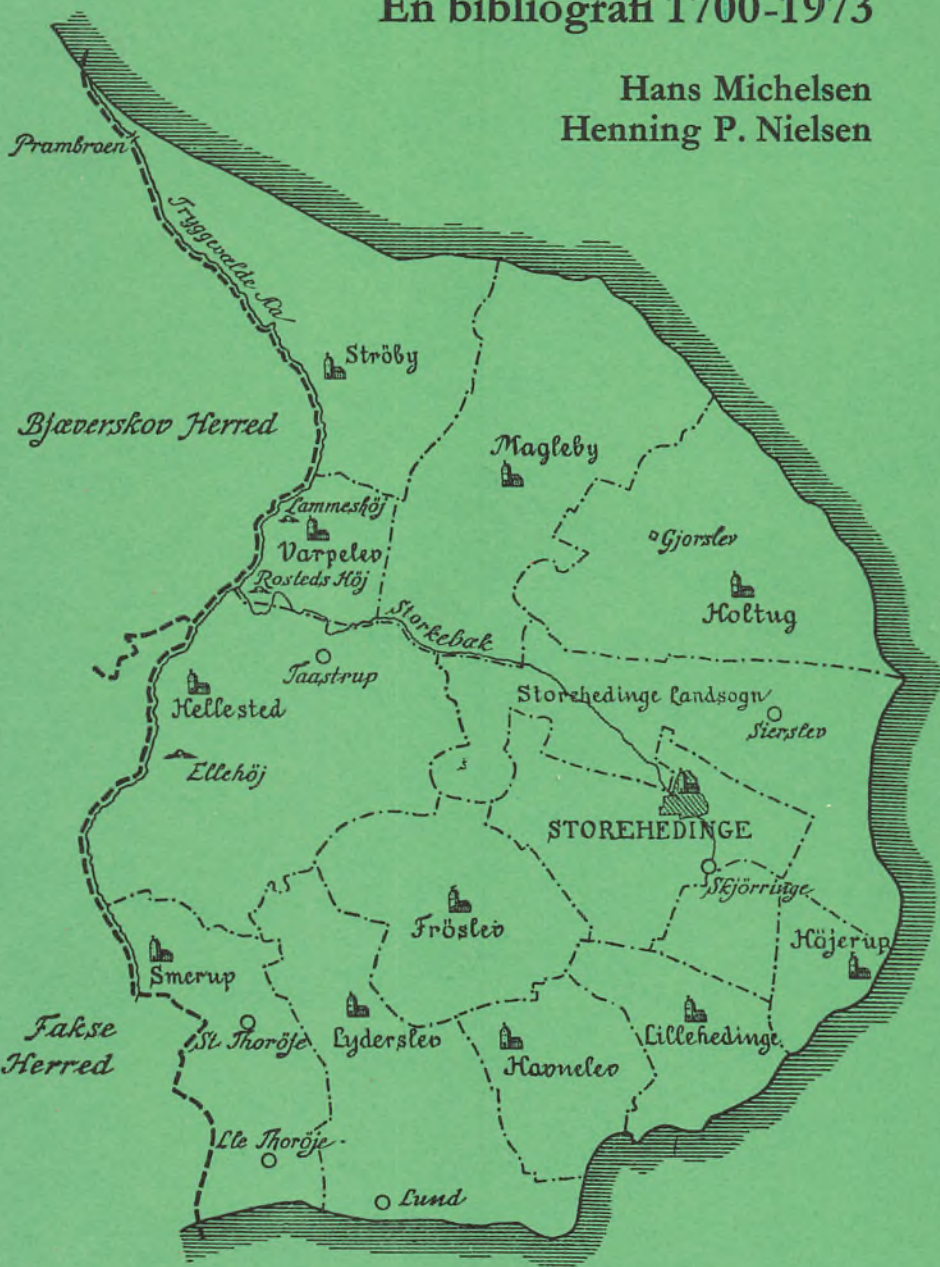 En bibliografi 1700-1973
Hans Michelsen
Henning P. Nielsen
Prambroen
Tryggevælde Aa
Ströby
Bjæverskov Herred
Magleby
Lammeshöj
Varpelev
Gjorslev
Rosteds Höj
Holtug
Storkebæk
Taastrup
Storehedinge Landsogn
Hellested
Sierslev
Ellehöj
STOREHEDINGE
Skjörringe
Fröslev
Höjerup
Smerup
Fakse
Herred
St. Thoröje
Lyderslev
Havnelev
Lillehedinge
Lle Thoröje
Lund